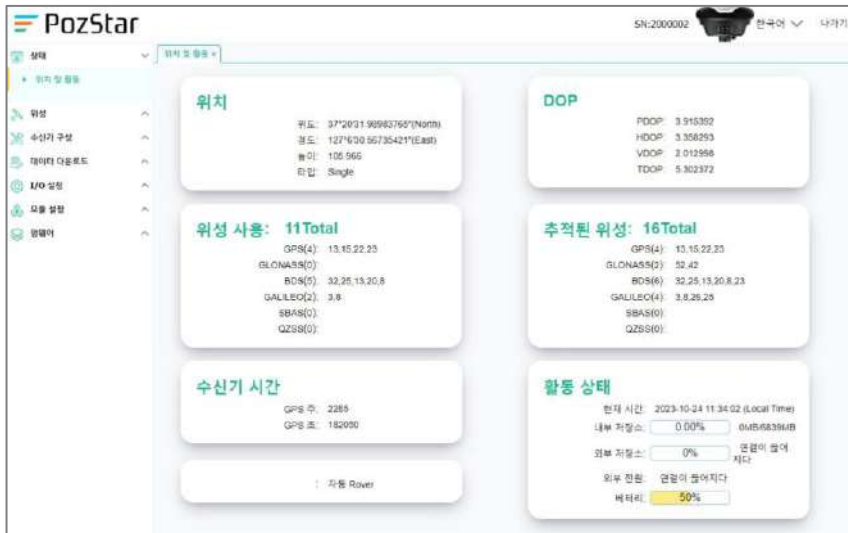 PozStar
SN:2000002
한국어
나가기
상태
위치 및 활동
위성
수신기 구성
데이터 다운로드
I/O 설정
모듈 설정
펌웨어
위치 및 활동 ×
위치
위도: 37°20'31.98983765"(North)
경도: 127°6'30.56735421"(East)
높이: 105.966
타입: Single
DOP
PDOP: 3.915392
HDOP: 3.358293
VDOP: 2.012998
TDOP: 5.302372
위성 사용: 11Total
GPS(4): 13,15,22,23
GLONASS(0):
BDS(5): 32,25,13,20,8
GALILEO(2): 3,8
SBAS(0):
QZSS(0):
추적된 위성: 16Total
GPS(4): 13,15,22,23
GLONASS(2): 52,42
BDS(6): 32,25,13,20,8,23
GALILEO(4): 3,8,26,25
SBAS(0):
QZSS(0):
수신기 시간
GPS 주: 2285
GPS 초: 182060
: 자동 Rover
활동 상태
현재 시간: 2023-10-24 11:34:02 (Local Time)
내부 저장소: 0.00% 0MB/6839MB
외부 저장소: 0% 연결이 끊어
지다
외부 전원: 연결이 끊어지다
베터리: 50%